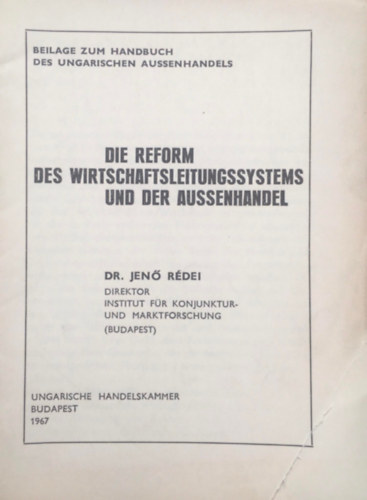 BEILAGE ZUM HANDBUCH
DES UNGARISCHEN AUSSENHANDELS
DIE REFORM
DES WIRTSCHAFTSLEITUNGSSYSTEMS
UND DER AUSSENHANDEL
DR. JENŐ RÉDEI
DIREKTOR
INSTITUT FÜR KONJUNKTUR-
UND MARKTFORSCHUNG
(BUDAPEST)
UNGARISCHE HANDELSKAMMER
BUDAPEST
1967